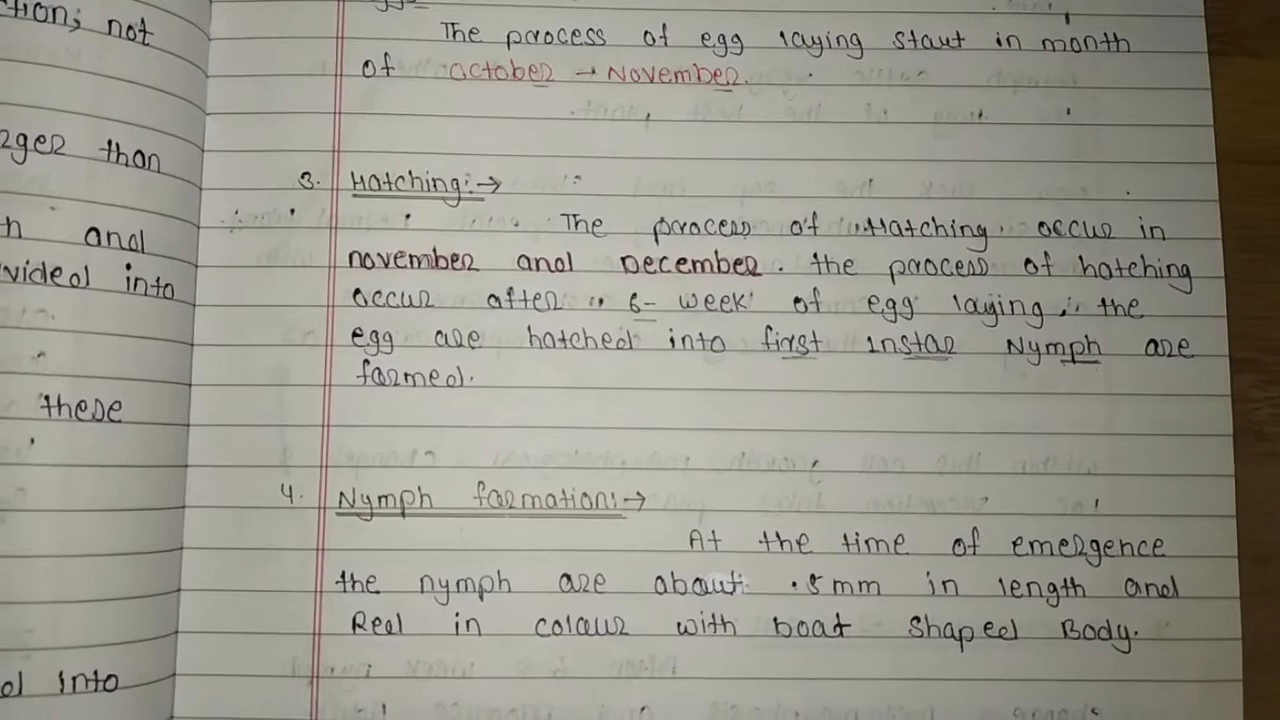 tion; not
than
and
into
these
into
The process of egg laying start in month
of October → November.
3. Hatching:→
The process of Hatching occur in
november and December. the process of hatching
occur after 6- week of egg laying, the
egg are hatched into first instar Nymph are
formed.
4. Nymph formation:→
At the time of emergence
the nymph are about .5mm in length and
Red in colour with boat shaped Body.